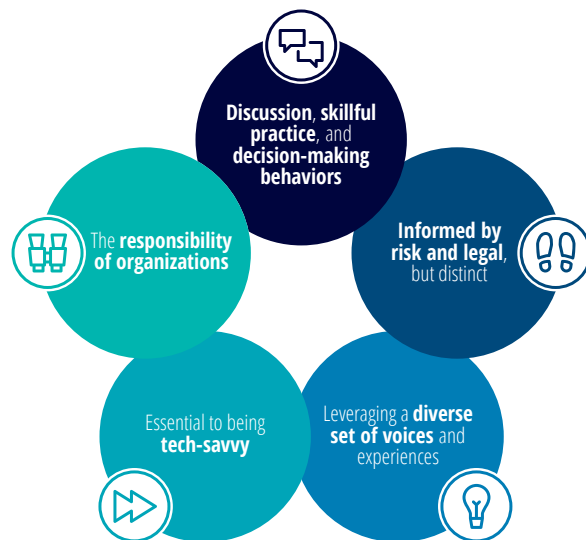 Discussion, skillful
practice, and
decision-making
behaviors
Informed by
risk and legal,
but distinct
Leveraging a diverse
set of voices and
experiences
Essential to being
tech-savvy
The responsibility
of organizations